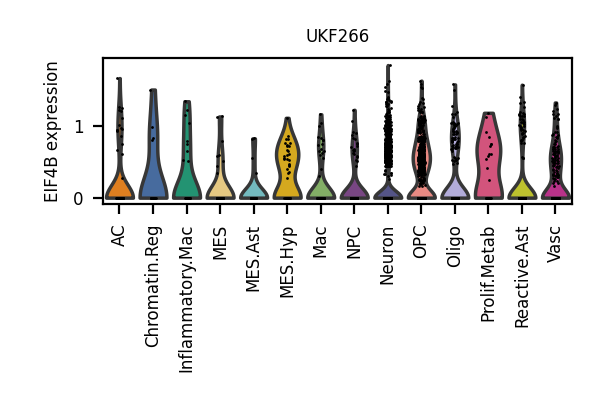 UKF266
EIF4B expression
1
0
AC
Chromatin.Reg
Inflammatory.Mac
MES
MES.Ast
MES.Hyp
Mac
NPC
Neuron
OPC
Oligo
Prolif.Metab
Reactive.Ast
Vasc